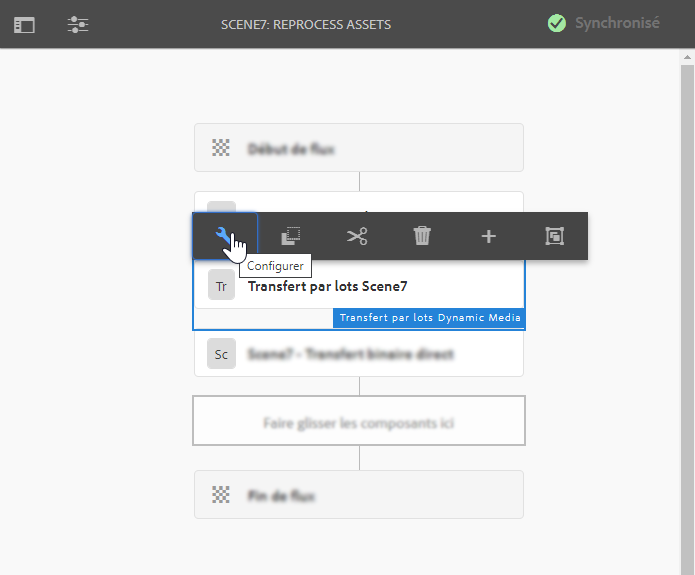 SCENE7: REPROCESS ASSETS
Synchronisé
Début de flux
Configurer
Tr
Transfert par lots Scene7
Transfert par lots Dynamic Media
Sc
Scene7 - Transfert binaire direct
Faire glisser les composants ici
Fin de flux